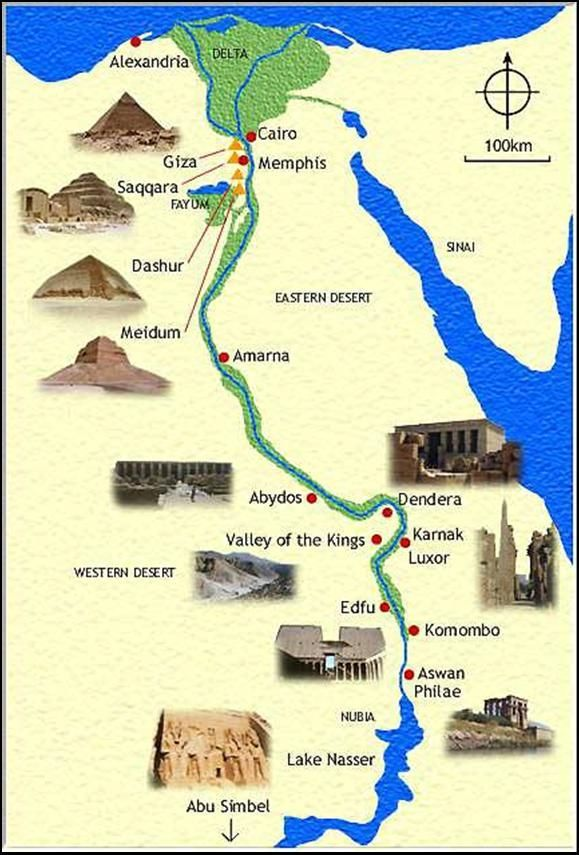 Alexandria
DELTA
Cairo
100km
Giza
Memphis
Saqqara
FAYUM
SINAI
Dashur
EASTERN DESERT
Meidum
Amarna
Abydos
Dendera
Valley of the Kings
Karnak
Luxor
WESTERN DESERT
Edfu
Komombo
Aswan
Philae
NUBIA
Lake Nasser
Abu Simbel